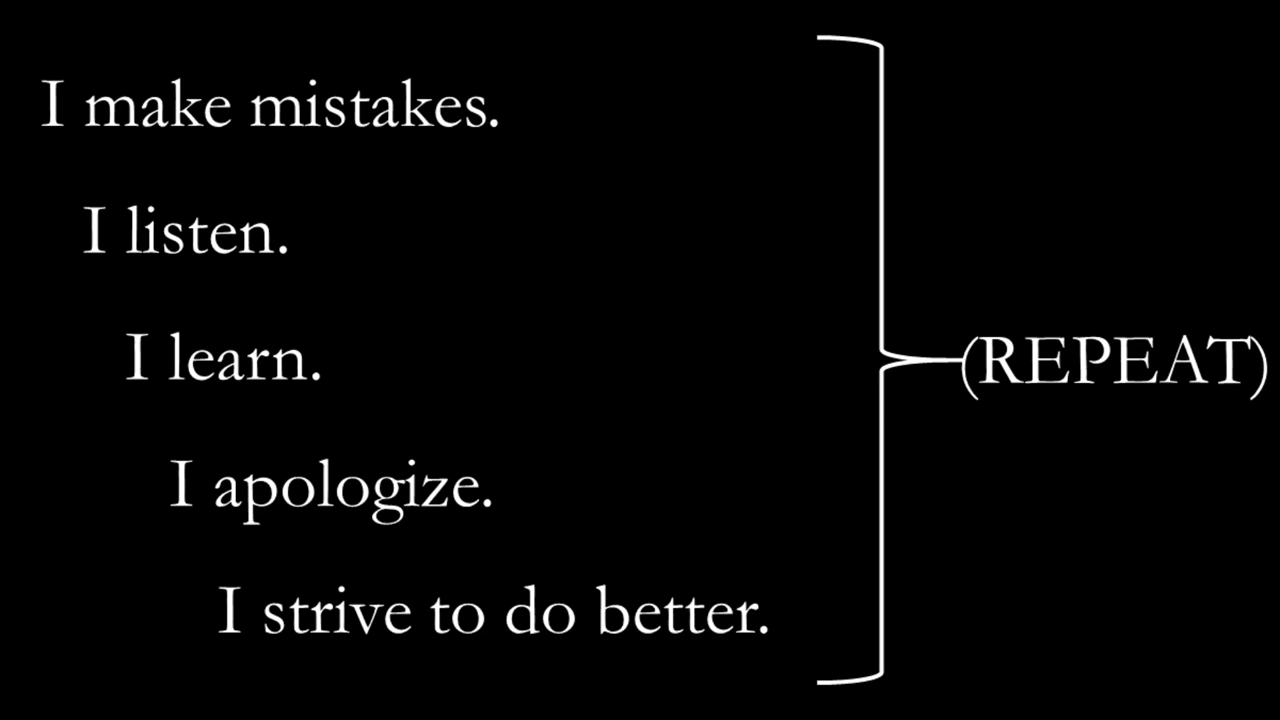 I make mistakes.
I listen.
I learn.
(REPEAT)
I apologize.
I strive to do better.